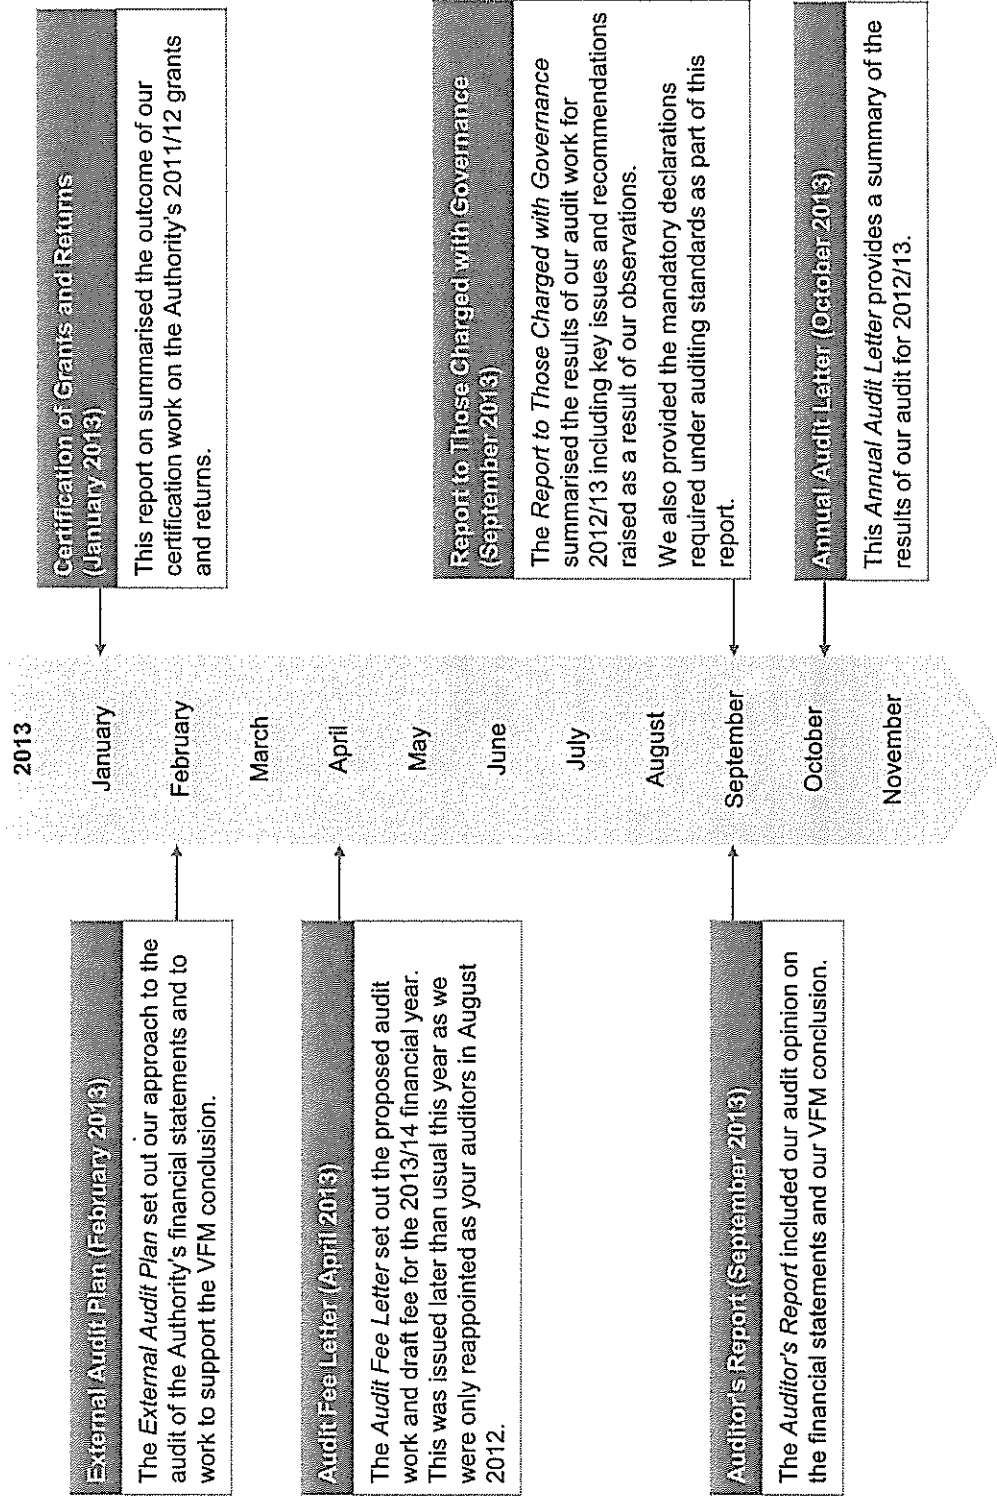 External Audit Plan (February 2013)
The External Audit Plan set out our approach to the
audit of the Authority's financial statements and to
work to support the VFM conclusion.
Audit Fee Letter (April 2013)
The Audit Fee Letter set out the proposed audit
work and draft fee for the 2013/14 financial year.
This was issued later than usual this year as we
were only reappointed as your auditors in August
2012.
Auditor's Report (September 2013)
The Auditor's Report included our audit opinion on
the financial statements and our VFM conclusion.
2013
January
February
March
April
May
June
July
August
September
October
November
Certification of Grants and Returns
(January 2013)
This report on summarised the outcome of our
certification work on the Authority's 2011/12 grants
and returns.
Report to Those Charged with Governance
(September 2013)
The Report to Those Charged with Governance
summarised the results of our audit work for
2012/13 including key issues and recommendations
raised as a result of our observations.
We also provided the mandatory declarations
required under auditing standards as part of this
report.
Annual Audit Letter (October 2013)
This Annual Audit Letter provides a summary of the
results of our audit for 2012/13.